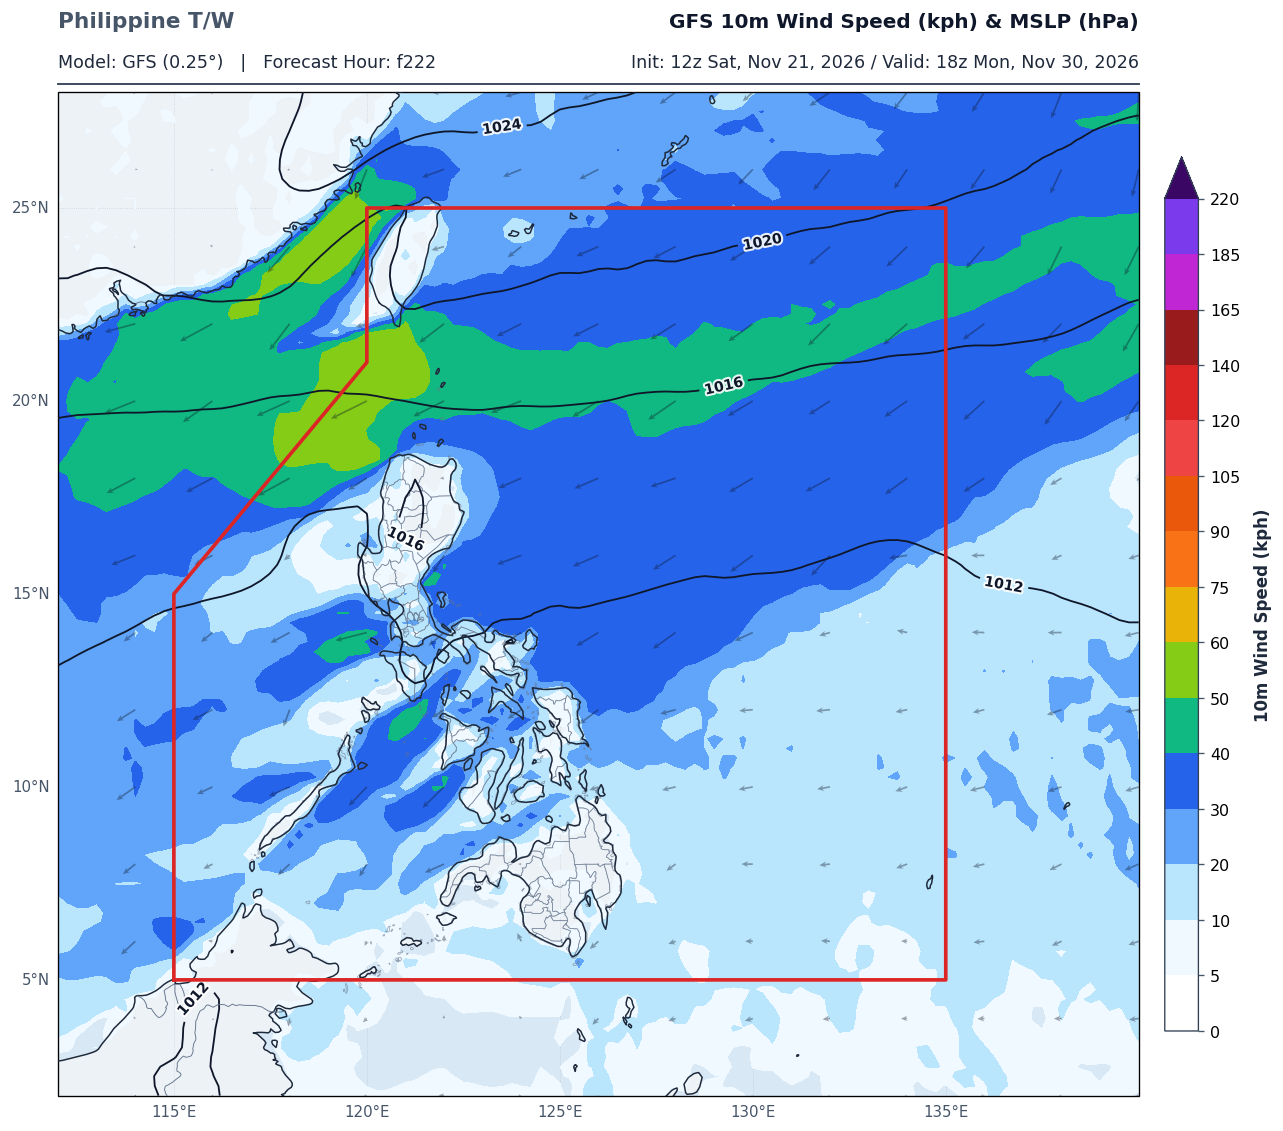 Philippine T/W
GFS 10m Wind Speed (kph) & MSLP (hPa)
Model: GFS (0.25°) | Forecast Hour: f222
Init: 12z Sat, Nov 21, 2026 / Valid: 18z Mon, Nov 30, 2026
1024
1020
1016
1016
1012
1012
25°N
20°N
15°N
10°N
5°N
115°E
120°E
125°E
130°E
135°E
220
185
165
140
120
105
90
75
60
50
40
30
20
10
5
0
10m Wind Speed (kph)